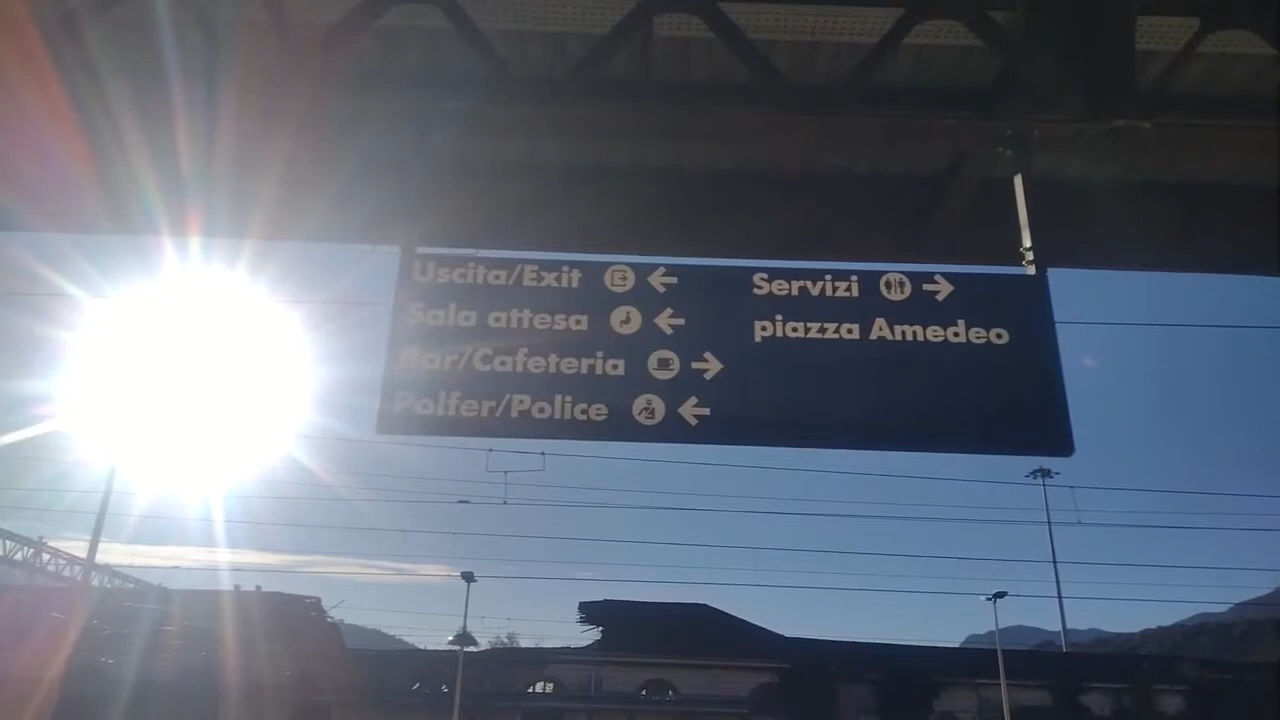 Uscita/Exit
Sala attesa
Bar/Cafeteria
Polfer/Police
Servizi
piazza Amedeo